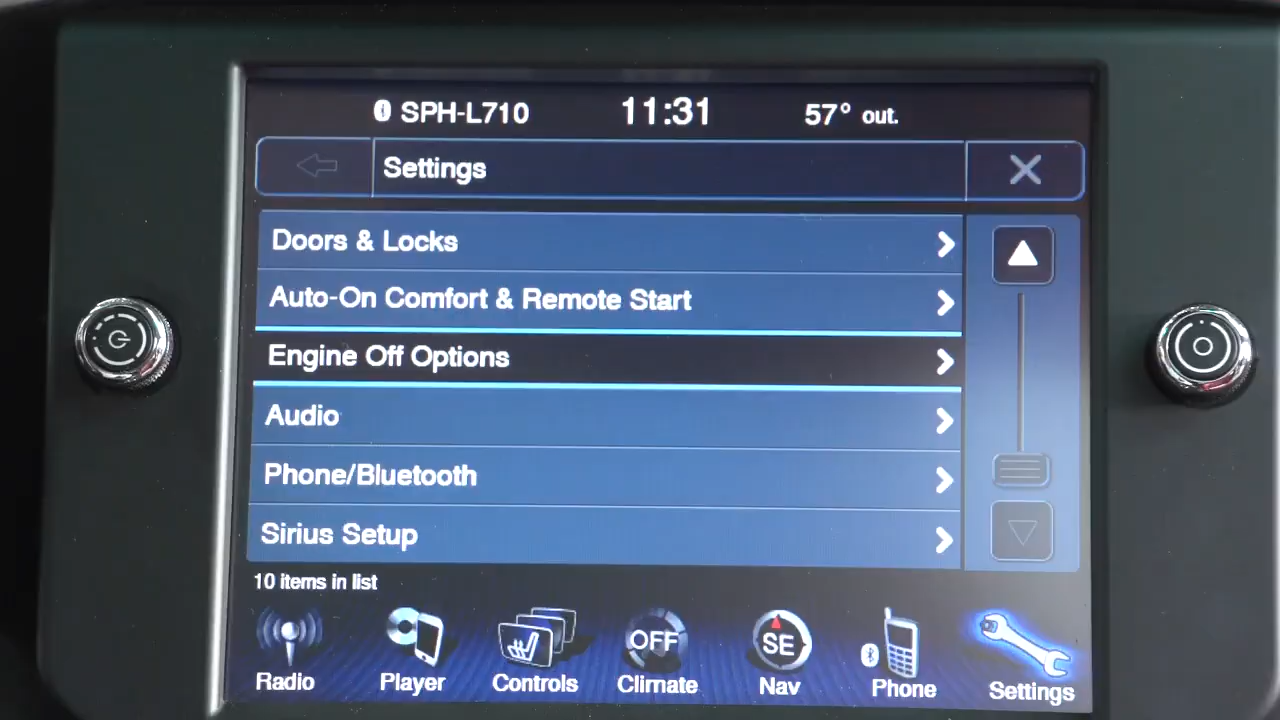 SPH-L710 11:31 57° out.
Settings
Doors & Locks
Auto-On Comfort & Remote Start
Engine Off Options
Audio
Phone/Bluetooth
Sirius Setup
10 items in list
OFF SE
Radio Player Controls Climate Nav Phone Settings